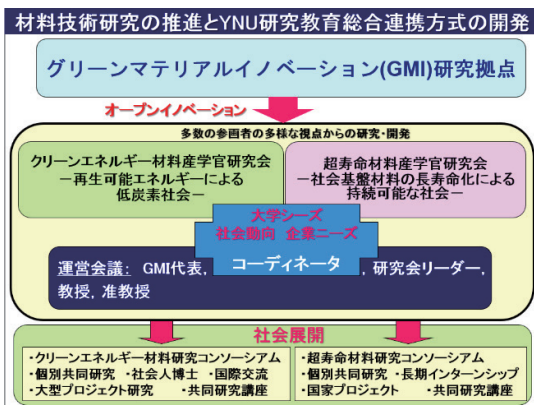 材料技術研究の推進とYNU研究教育総合連携方式の開発
グリーンマテリアルイノベーション(GMI)研究拠点
オープンイノベーション
多数の参画者の多様な視点からの研究・開発
クリーンエネルギー材料産学官研究会
－再生可能エネルギーによる
低炭素社会－
超寿命材料産学官研究会
－社会基盤材料の長寿命化による
持続可能な社会－
大学シーズ
社会動向 企業ニーズ
コーディネータ
運営会議: GMI代表, , 研究会リーダー,
教授, 准教授
社会展開
・クリーンエネルギー材料研究コンソーシアム
・個別共同研究 ・社会人博士 ・国際交流
・大型プロジェクト研究 ・共同研究講座
・超寿命材料研究コンソーシアム
・個別共同研究 ・長期インターンシップ
・国家プロジェクト ・共同研究講座